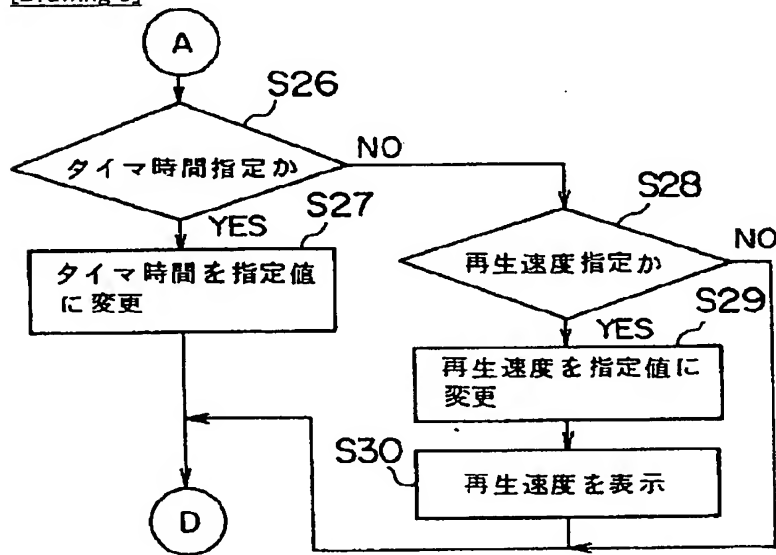 A
S26
タイマ時間指定か
NO
S27
YES
タイマ時間を指定値
に変更
S28
再生速度指定か
NO
YES
S29
再生速度を指定値に
変更
S30
再生速度を表示
D